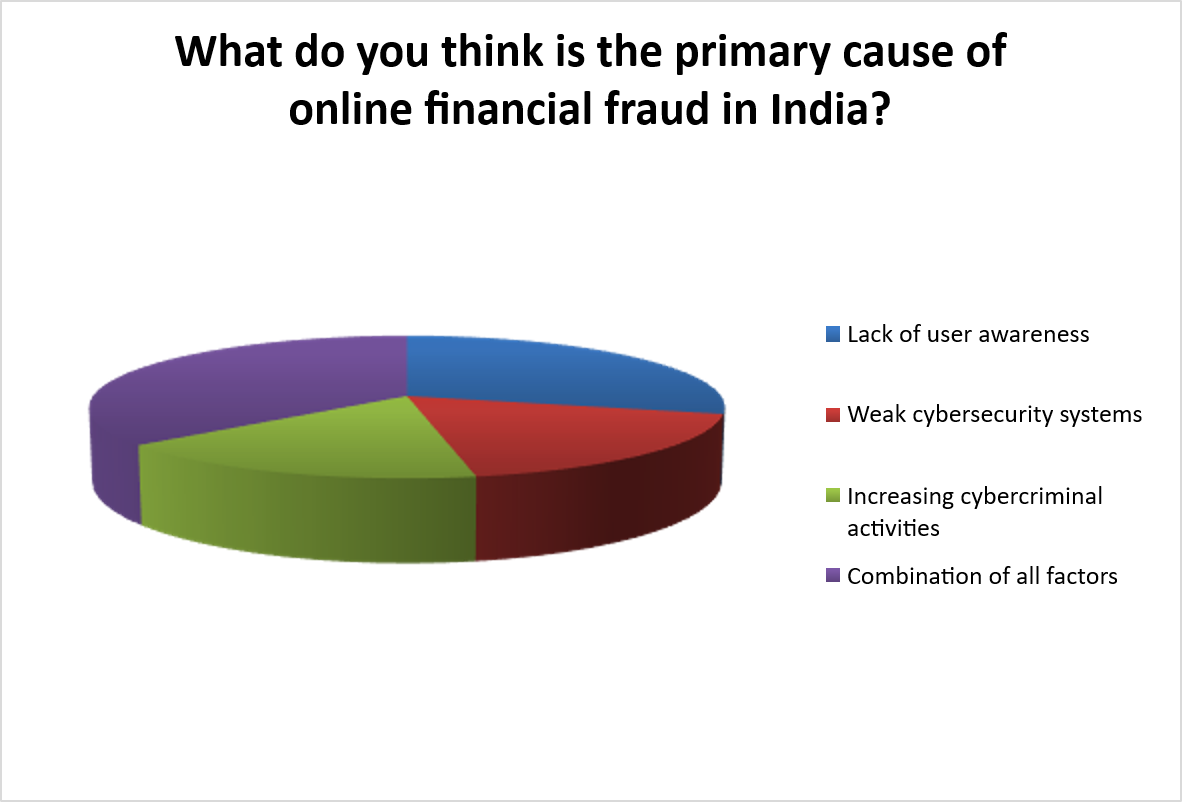 What do you think is the primary cause of
online financial fraud in India?
Lack of user awareness
Weak cybersecurity systems
Increasing cybercriminal
activities
Combination of all factors